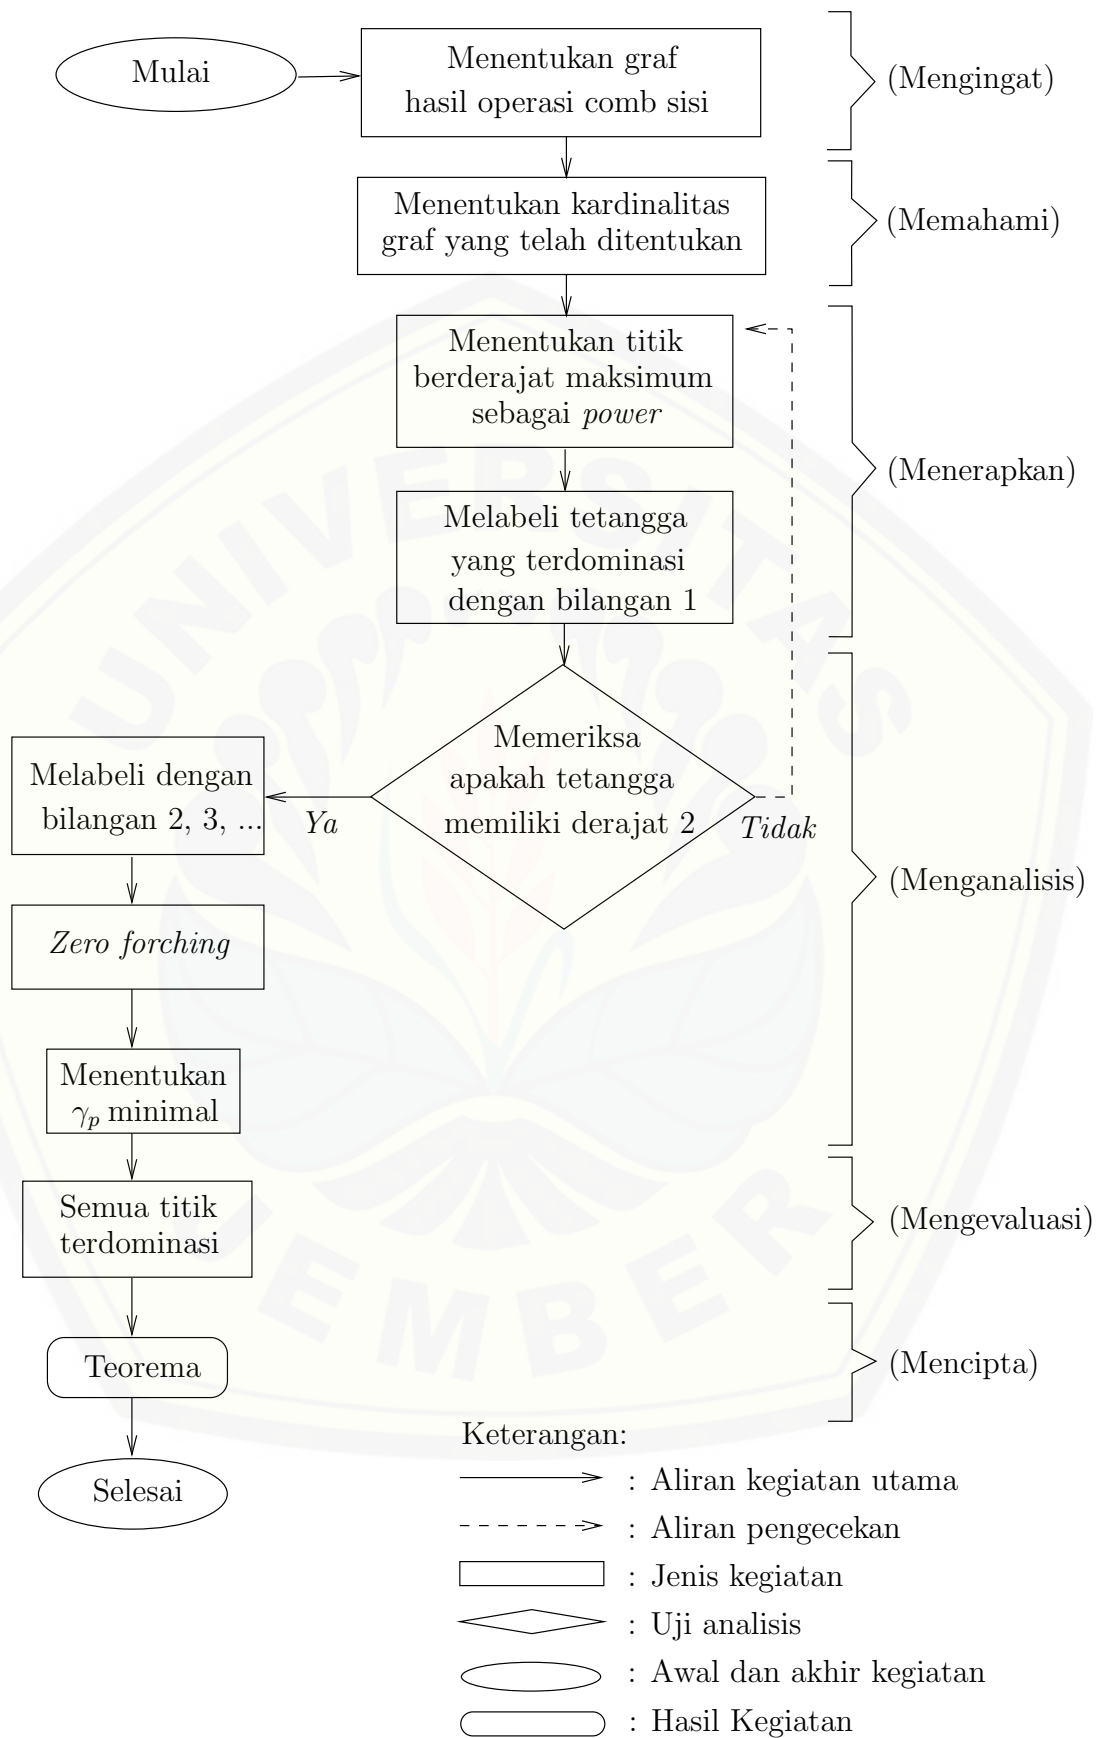 Mulai
Menentukan graf
hasil operasi comb sisi
(Mengingat)
Menentukan kardinalitas
graf yang telah ditentukan
(Memahami)
Menentukan titik
berderajat maksimum
sebagai power
(Menerapkan)
Melabeli tetangga
yang terdominasi
dengan bilangan 1
Memeriksa
apakah tetangga
memiliki derajat 2
Ya
Tidak
Melabeli dengan
bilangan 2, 3, ...
(Menganalisis)
Zero forching
Menentukan
γₚ minimal
Semua titik
terdominasi
(Mengevaluasi)
Teorema
(Mencipta)
Selesai
Keterangan:
: Aliran kegiatan utama
: Aliran pengecekan
: Jenis kegiatan
: Uji analisis
: Awal dan akhir kegiatan
: Hasil Kegiatan
UNIVERSITAS
JEMBER